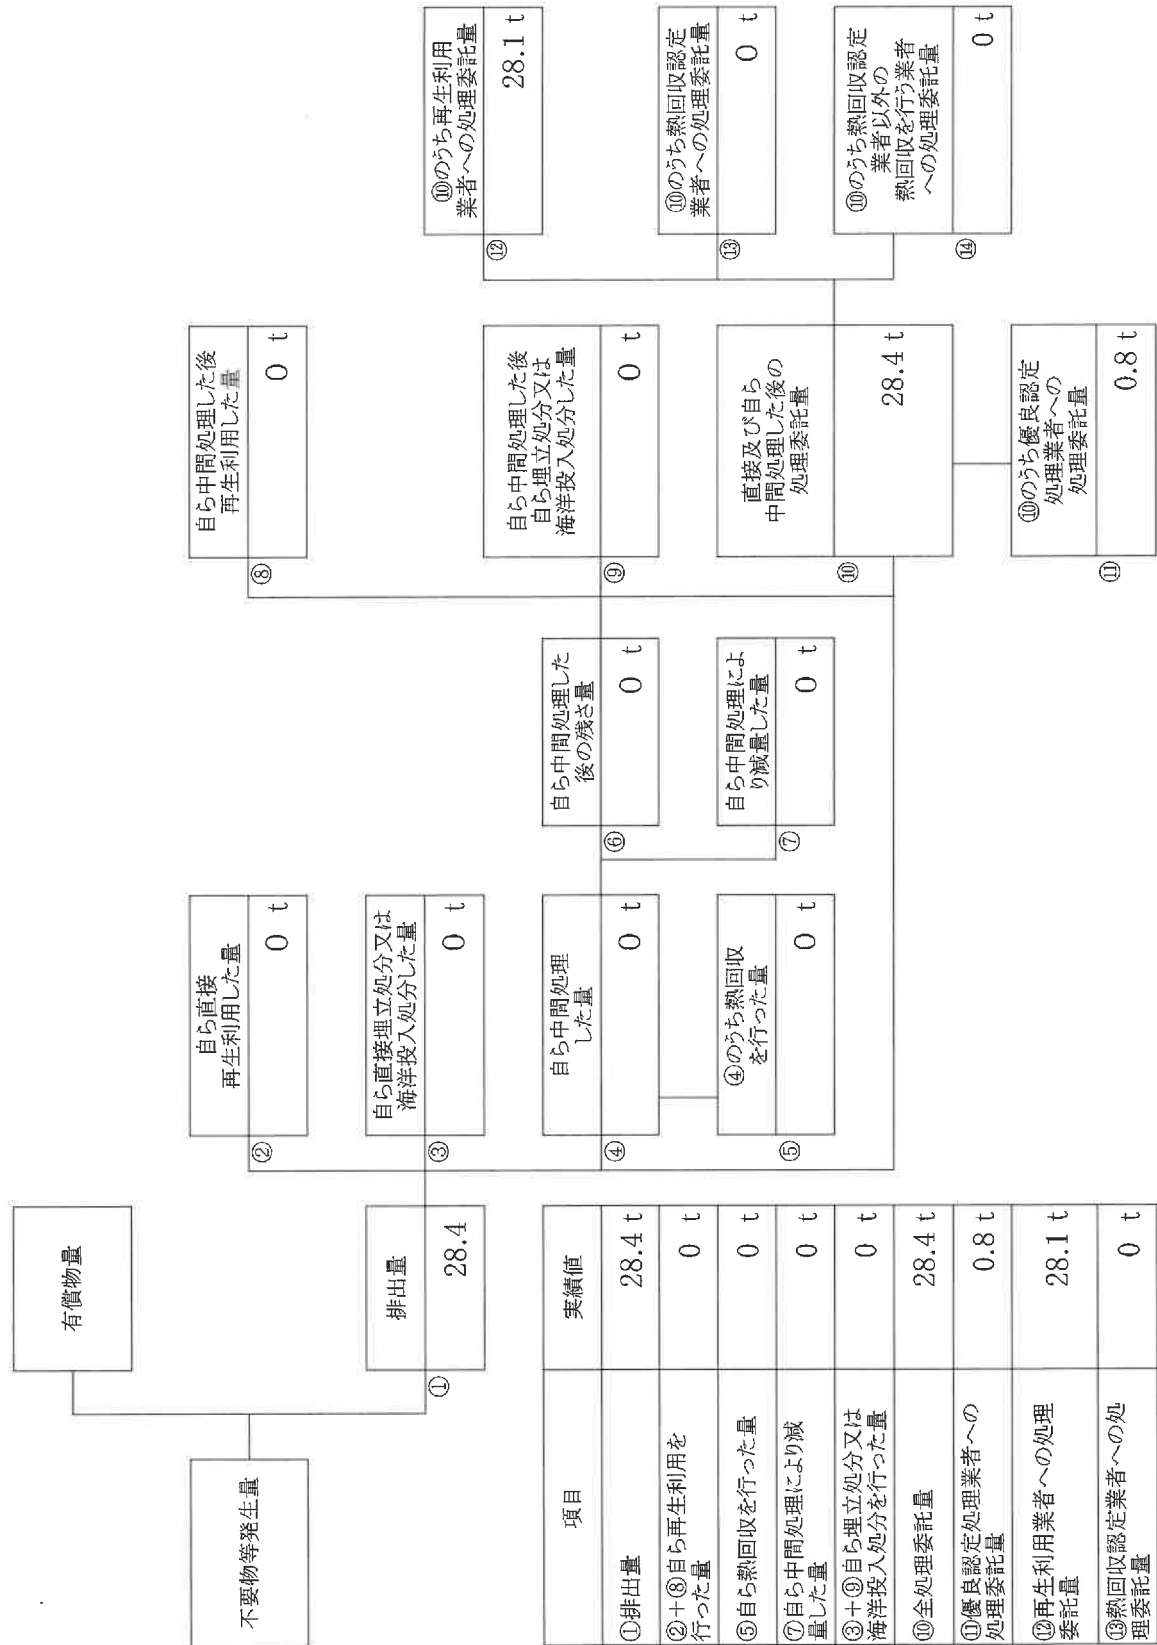 有償物量
不要物等発生量
排出量
①
28.4
自ら直接
再生利用した量
②
0 t
自ら直接埋立処分又は
海洋投入処分した量
③
0 t
自ら中間処理
した量
④
0 t
④のうち熱回収
を行った量
⑤
0 t
自ら中間処理した
後の残さ量
⑥
0 t
自ら中間処理によ
り減量した量
⑦
0 t
自ら中間処理した後
再生利用した量
⑧
0 t
自ら中間処理した後
自ら埋立処分又は
海洋投入処分した量
⑨
0 t
直接及び自ら
中間処理した後の
処理委託量
⑩
28.4 t
⑩のうち優良認定
処理業者への
処理委託量
⑪
0.8 t
⑩のうち再生利用
業者への処理委託量
⑫
28.1 t
⑩のうち熱回収認定
業者への処理委託量
⑬
0 t
⑩のうち熱回収認定
業者以外の
熱回収を行う業者
への処理委託量
⑭
0 t
項目 実績値
①排出量 28.4 t
②+⑧自ら再生利用を
行った量 0 t
⑤自ら熱回収を行った量 0 t
⑦自ら中間処理により減
量した量 0 t
③+⑨自ら埋立処分又は
海洋投入処分を行った量 0 t
⑩全処理委託量 28.4 t
⑪優良認定処理業者への
処理委託量 0.8 t
⑫再生利用業者への処理
委託量 28.1 t
⑬熱回収認定業者への処
理委託量 0 t